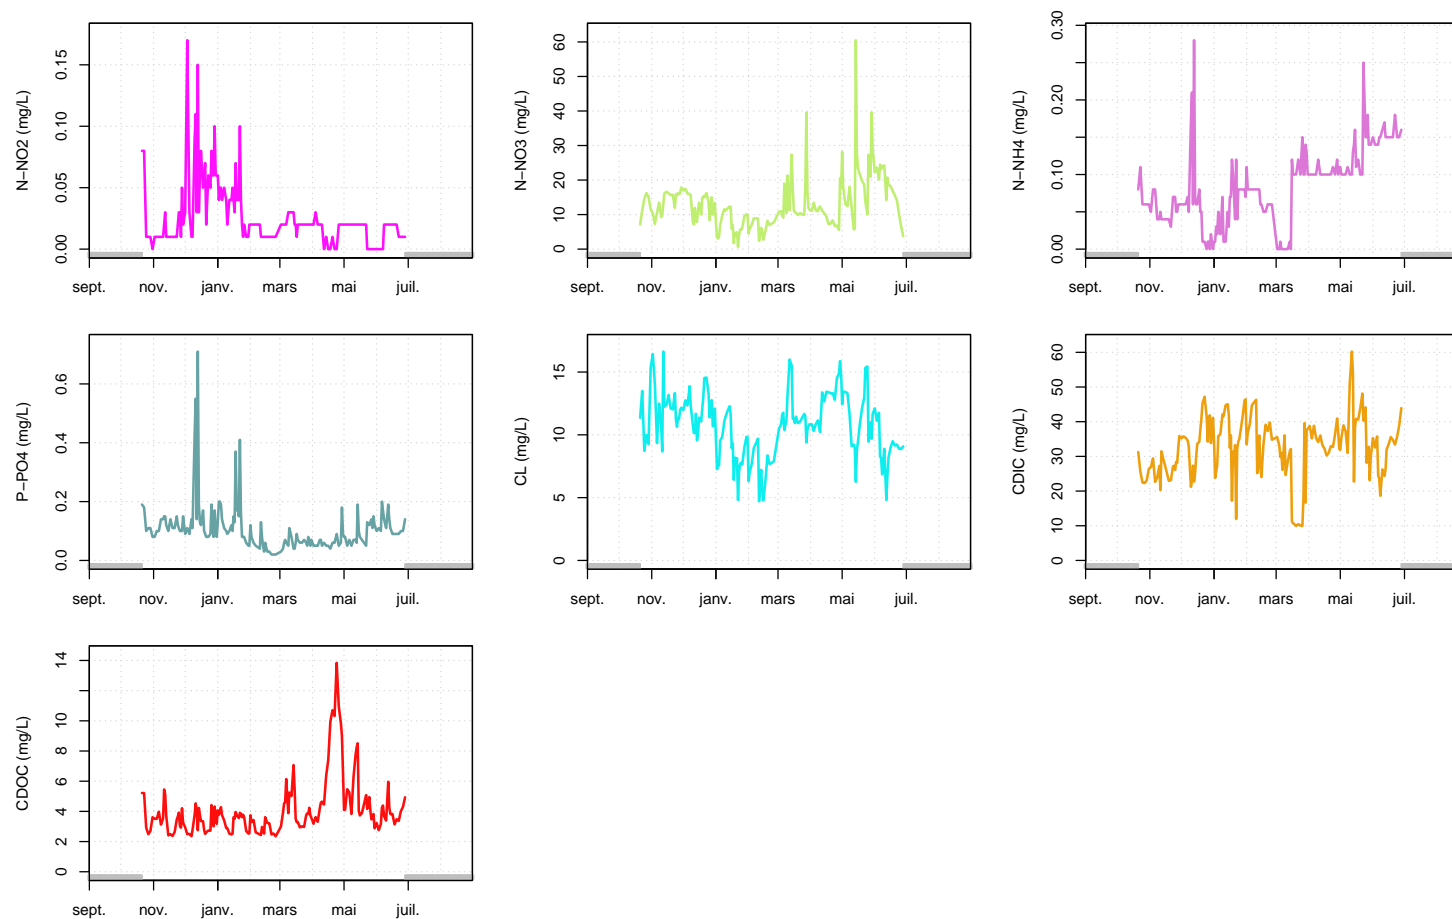 N−NO2 (mg/L)
0.00 0.05 0.10 0.15
sept. nov. janv. mars mai juil.
N−NO3 (mg/L)
0 10 20 30 40 50 60
sept. nov. janv. mars mai juil.
N−NH4 (mg/L)
0.00 0.10 0.20 0.30
sept. nov. janv. mars mai juil.
P−PO4 (mg/L)
0.0 0.2 0.4 0.6
sept. nov. janv. mars mai juil.
CL (mg/L)
0 5 10 15
sept. nov. janv. mars mai juil.
CDIC (mg/L)
0 10 20 30 40 50 60
sept. nov. janv. mars mai juil.
CDOC (mg/L)
0 2 4 6 8 10 14
sept. nov. janv. mars mai juil.